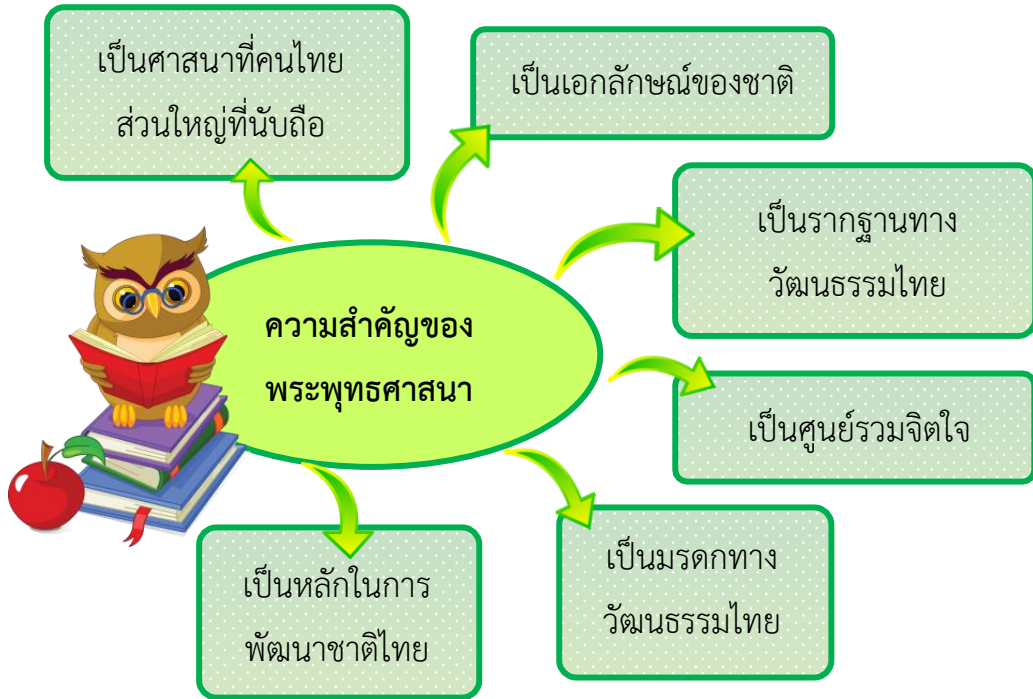 เป็นศาสนาที่คนไทย
ส่วนใหญ่ที่นับถือ
เป็นเอกลักษณ์ของชาติ
เป็นรากฐานทาง
วัฒนธรรมไทย
ความสำคัญของ
พระพุทธศาสนา
เป็นศูนย์รวมจิตใจ
เป็นหลักในการ
พัฒนาชาติไทย
เป็นมรดกทาง
วัฒนธรรมไทย